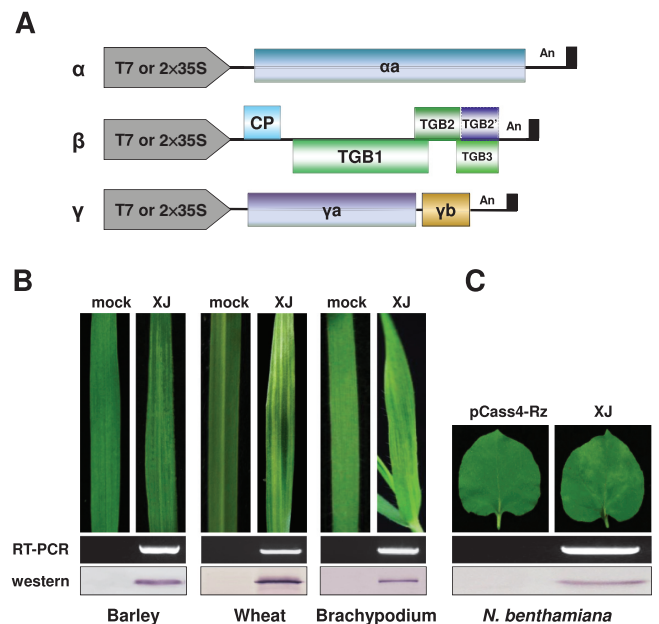 A
α T7 or 2×35S αa An
β T7 or 2×35S CP TGB1 TGB2 TGB2' TGB3 An
γ T7 or 2×35S γa γb An
B
mock XJ mock XJ mock XJ
C
pCass4-Rz XJ
RT-PCR
western
Barley Wheat Brachypodium N. benthamiana